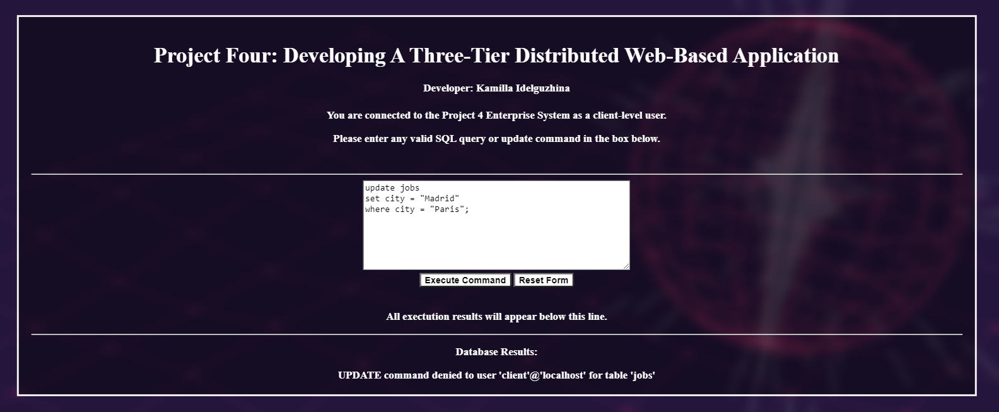 Project Four: Developing A Three-Tier Distributed Web-Based Application
Developer: Kamilla Idelguzhina
You are connected to the Project 4 Enterprise System as a client-level user.
Please enter any valid SQL query or update command in the box below.
update jobs
set city = "Madrid"
where city = "Paris";
Execute Command Reset Form
All exectution results will appear below this line.
Database Results:
UPDATE command denied to user 'client'@'localhost' for table 'jobs'